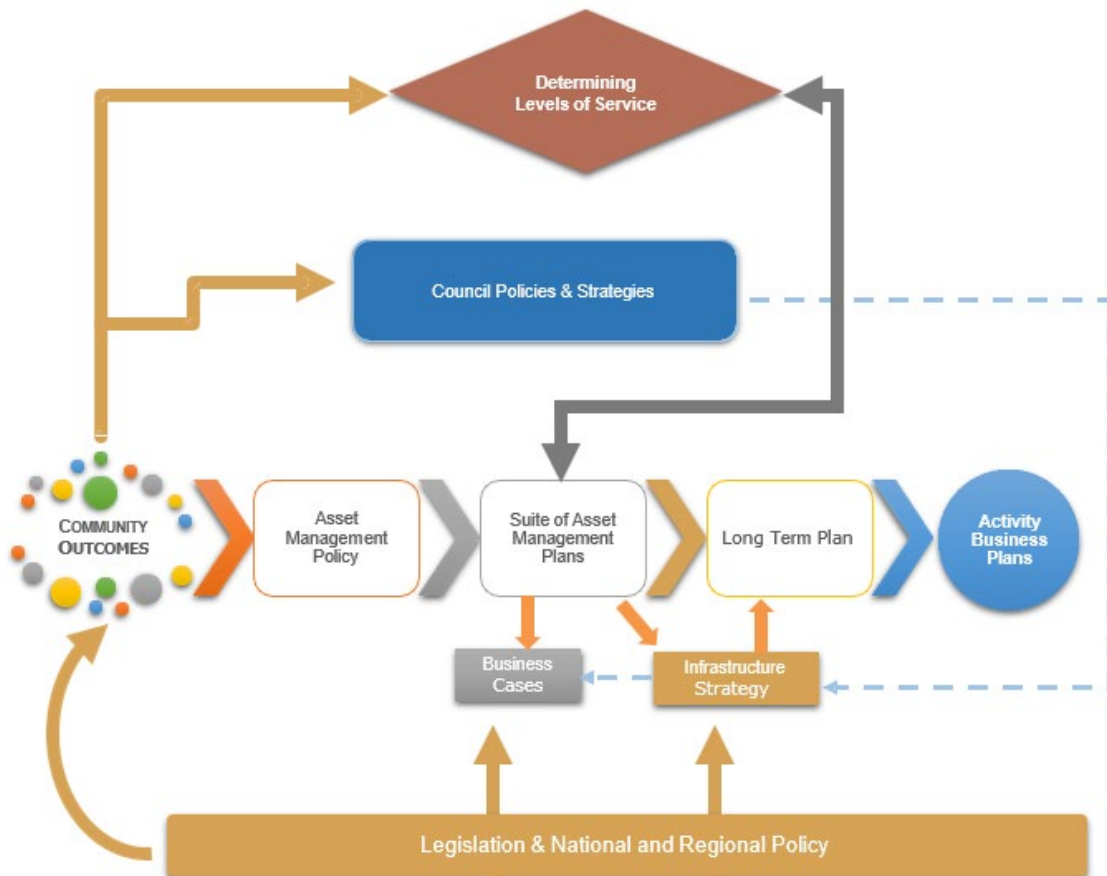 Determining
Levels of Service
Council Policies & Strategies
COMMUNITY
OUTCOMES
Asset
Management
Policy
Suite of Asset
Management
Plans
Long Term Plan
Activity
Business
Plans
Business
Cases
Infrastructure
Strategy
Legislation & National and Regional Policy